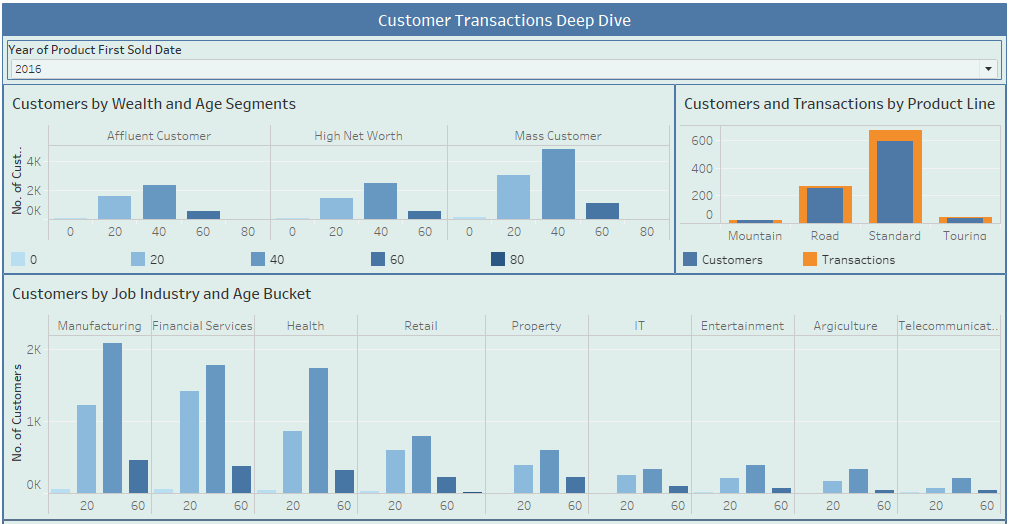 Customer Transactions Deep Dive
Year of Product First Sold Date
2016
Customers by Wealth and Age Segments
Affluent Customer High Net Worth Mass Customer
No. of Cust..
4K
2K
0K
0 20 40 60 80 0 20 40 60 0 20 40 60 80
0 20 40 60 80
Customers and Transactions by Product Line
600
400
200
0
Mountain Road Standard Touring
Customers Transactions
Customers by Job Industry and Age Bucket
Manufacturing Financial Services Health Retail Property IT Entertainment Argiculture Telecommunicat..
No. of Customers
2K
1K
0K
20 60 20 60 20 60 20 60 20 60 20 60 20 60 20 60 20 60